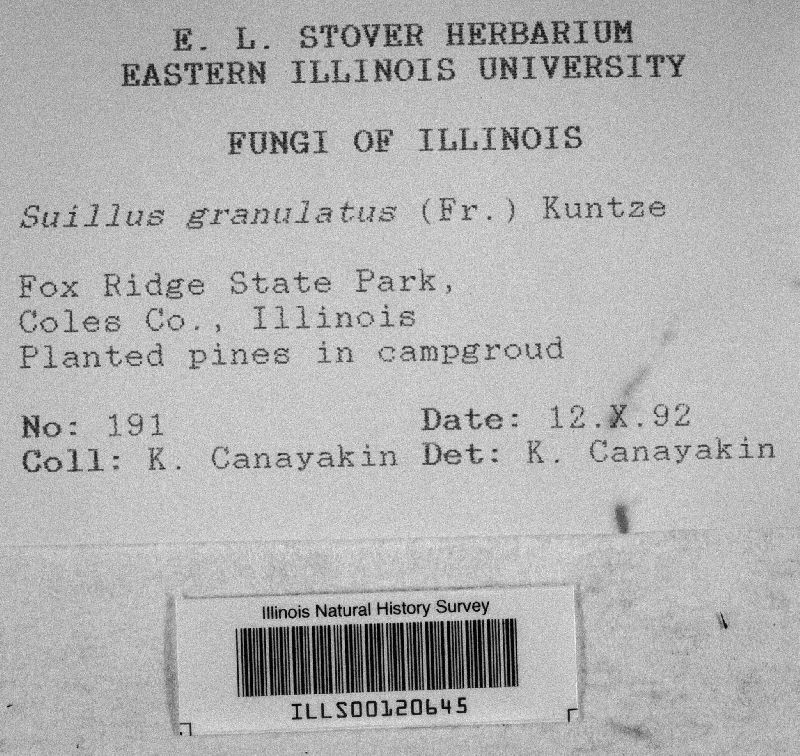 E. L. STOVER HERBARIUM
EASTERN ILLINOIS UNIVERSITY
FUNGI OF ILLINOIS
Suillus granulatus (Fr.) Kuntze
Fox Ridge State Park,
Coles Co., Illinois
Planted pines in campgroud
No: 191 Date: 12.X.92
Coll: K. Canayakin Det: K. Canayakin
Illinois Natural History Survey
ILLS00120645